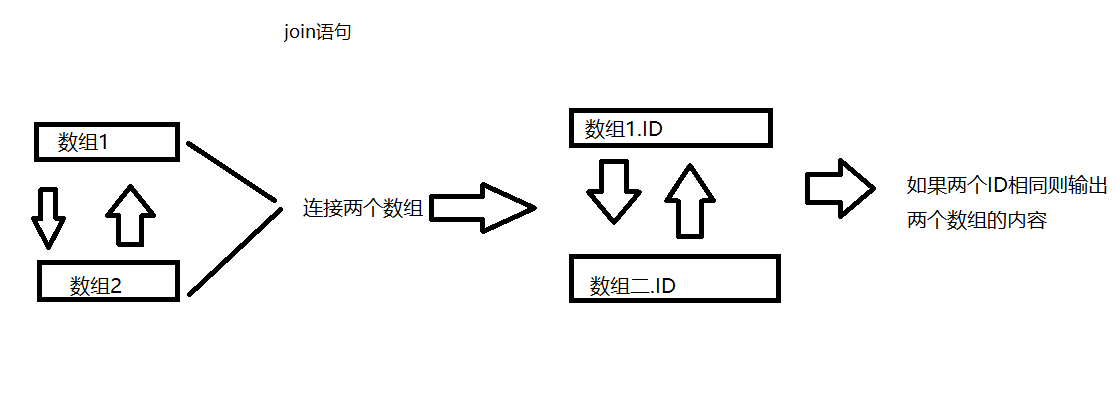 join语句
数组1
数组2
连接两个数组
数组1.ID
数组二.ID
如果两个ID相同则输出
两个数组的内容